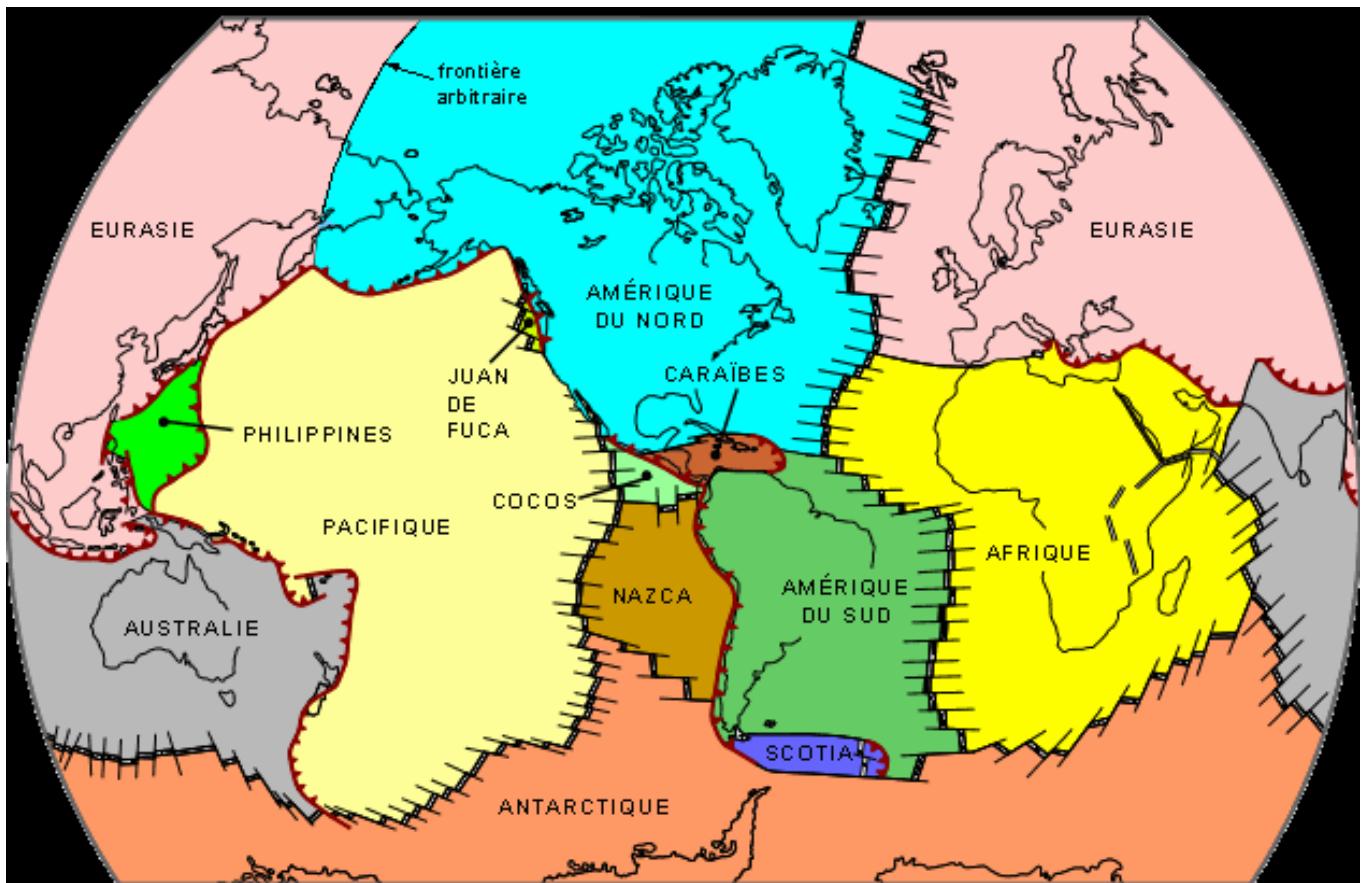 frontière
arbitraire
EURASIE
EURASIE
AMÉRIQUE
DU NORD
JUAN
DE
FUCA
CARAÏBES
PHILIPPINES
COCOS
PACIFIQUE
NAZCA
AMÉRIQUE
DU SUD
AFRIQUE
AUSTRALIE
SCOTIA
ANTARCTIQUE